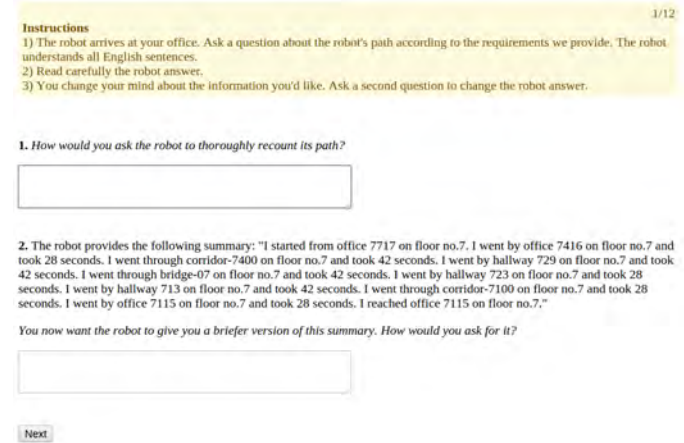 1/12
Instructions
1) The robot arrives at your office. Ask a question about the robot's path according to the requirements we provide. The robot
understands all English sentences.
2) Read carefully the robot answer.
3) You change your mind about the information you'd like. Ask a second question to change the robot answer.
1. How would you ask the robot to thoroughly recount its path?
2. The robot provides the following summary: "I started from office 7717 on floor no.7. I went by office 7416 on floor no.7 and
took 28 seconds. I went through corridor-7400 on floor no.7 and took 42 seconds. I went by hallway 729 on floor no.7 and took
42 seconds. I went through bridge-07 on floor no.7 and took 42 seconds. I went by hallway 723 on floor no.7 and took 28
seconds. I went by hallway 713 on floor no.7 and took 42 seconds. I went through corridor-7100 on floor no.7 and took 28
seconds. I went by office 7115 on floor no.7 and took 28 seconds. I reached office 7115 on floor no.7."
You now want the robot to give you a briefer version of this summary. How would you ask for it?
Next